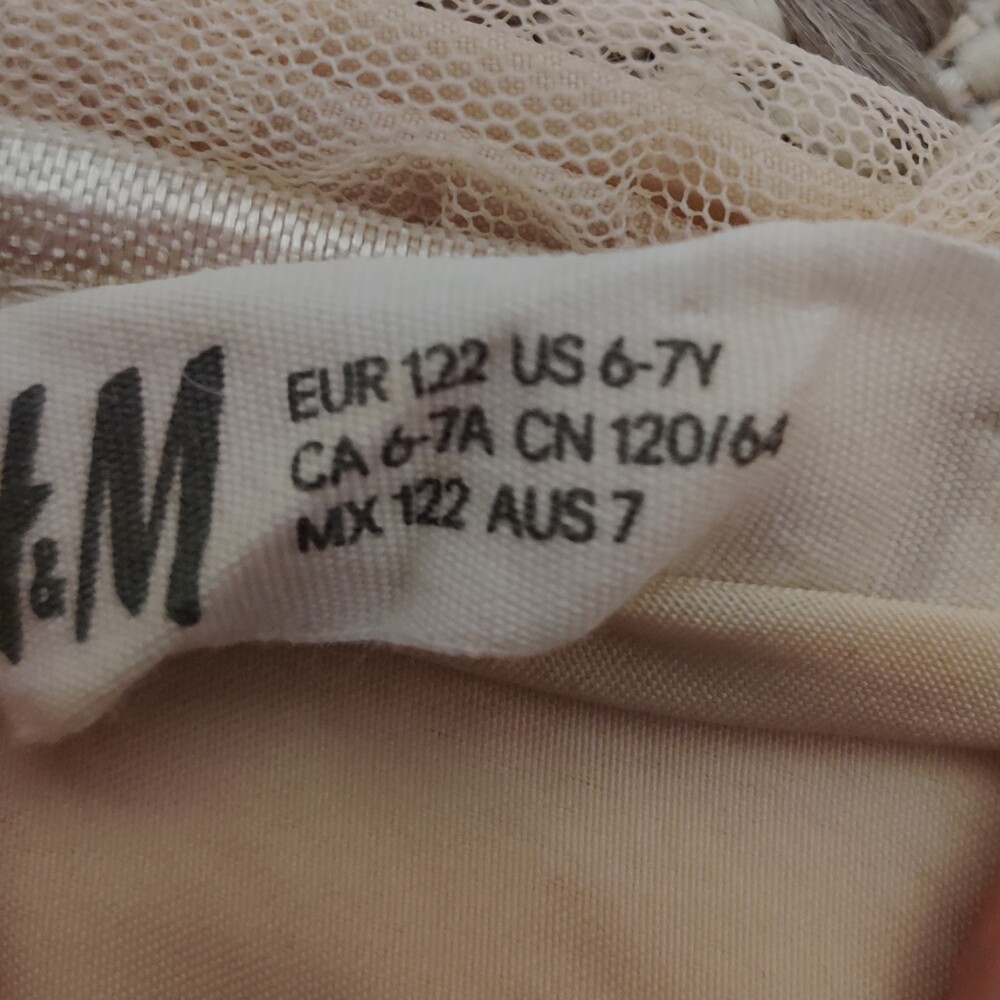 H&M
EUR 122 US 6-7Y
CA 6-7A CN 120/64
MX 122 AUS 7